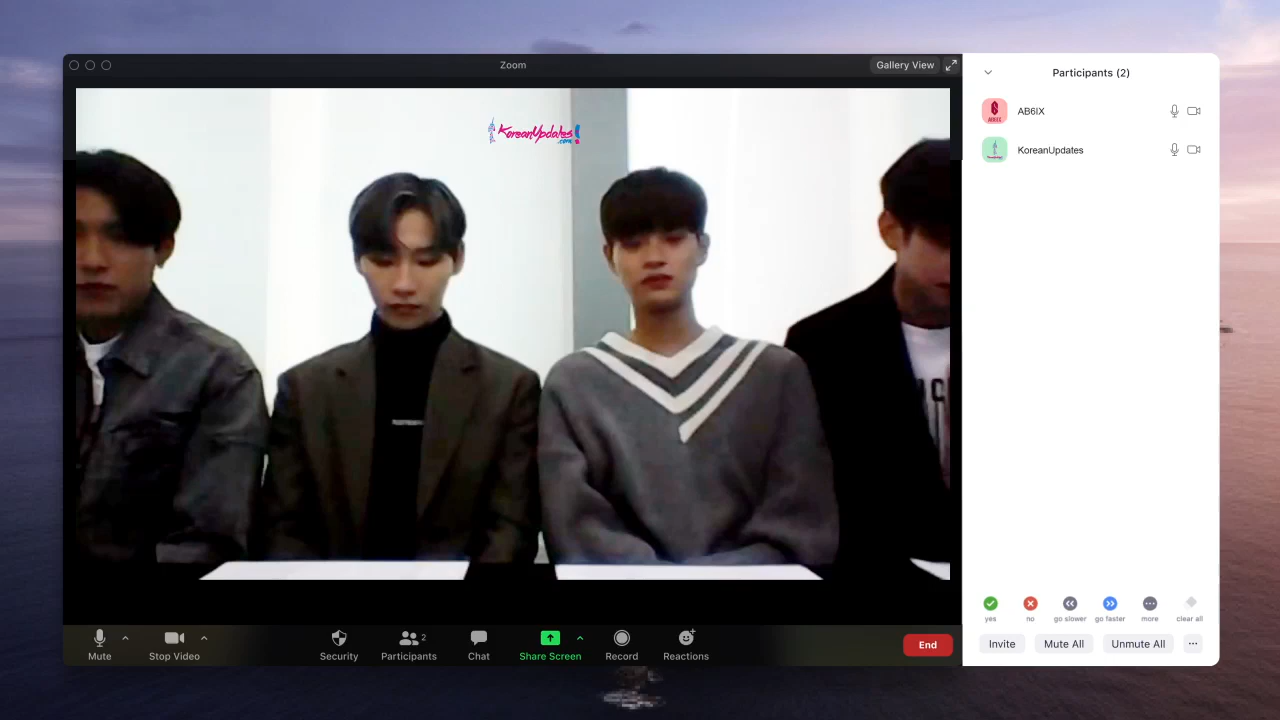 Zoom
Gallery View
KoreanUpdates!
.com
Participants (2)
AB6IX
AB6IX
KoreanUpdates
yes
no
go slower
go faster
more
clear all
Invite
Mute All
Unmute All
Mute
Stop Video
Security
Participants
2
Chat
Share Screen
Record
Reactions
End